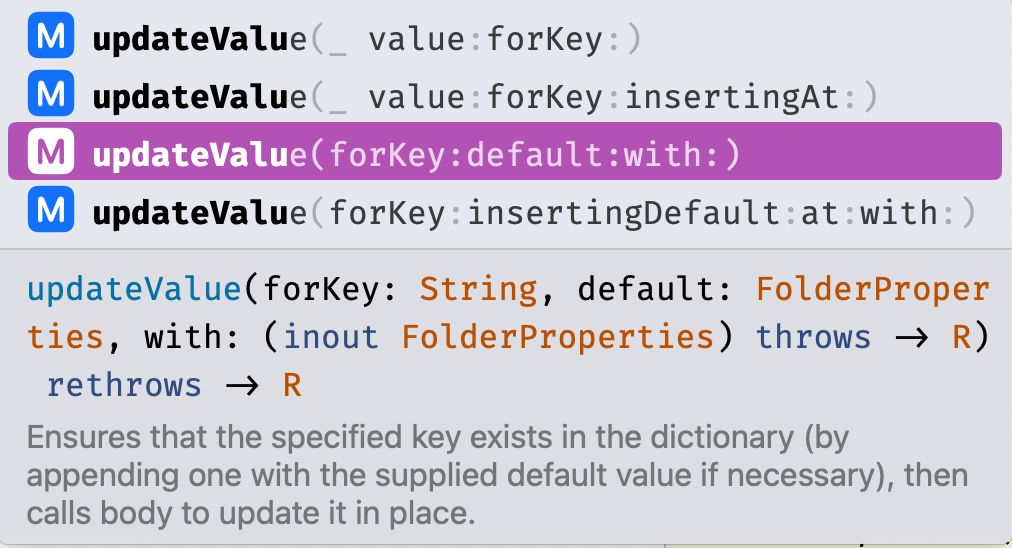 M updateValue(_ value:forKey:)
M updateValue(_ value:forKey:insertingAt:)
M updateValue(forKey:default:with:)
M updateValue(forKey:insertingDefault:at:with:)
updateValue(forKey: String, default: FolderProper
ties, with: (inout FolderProperties) throws -> R)
rethrows -> R
Ensures that the specified key exists in the dictionary (by
appending one with the supplied default value if necessary), then
calls body to update it in place.